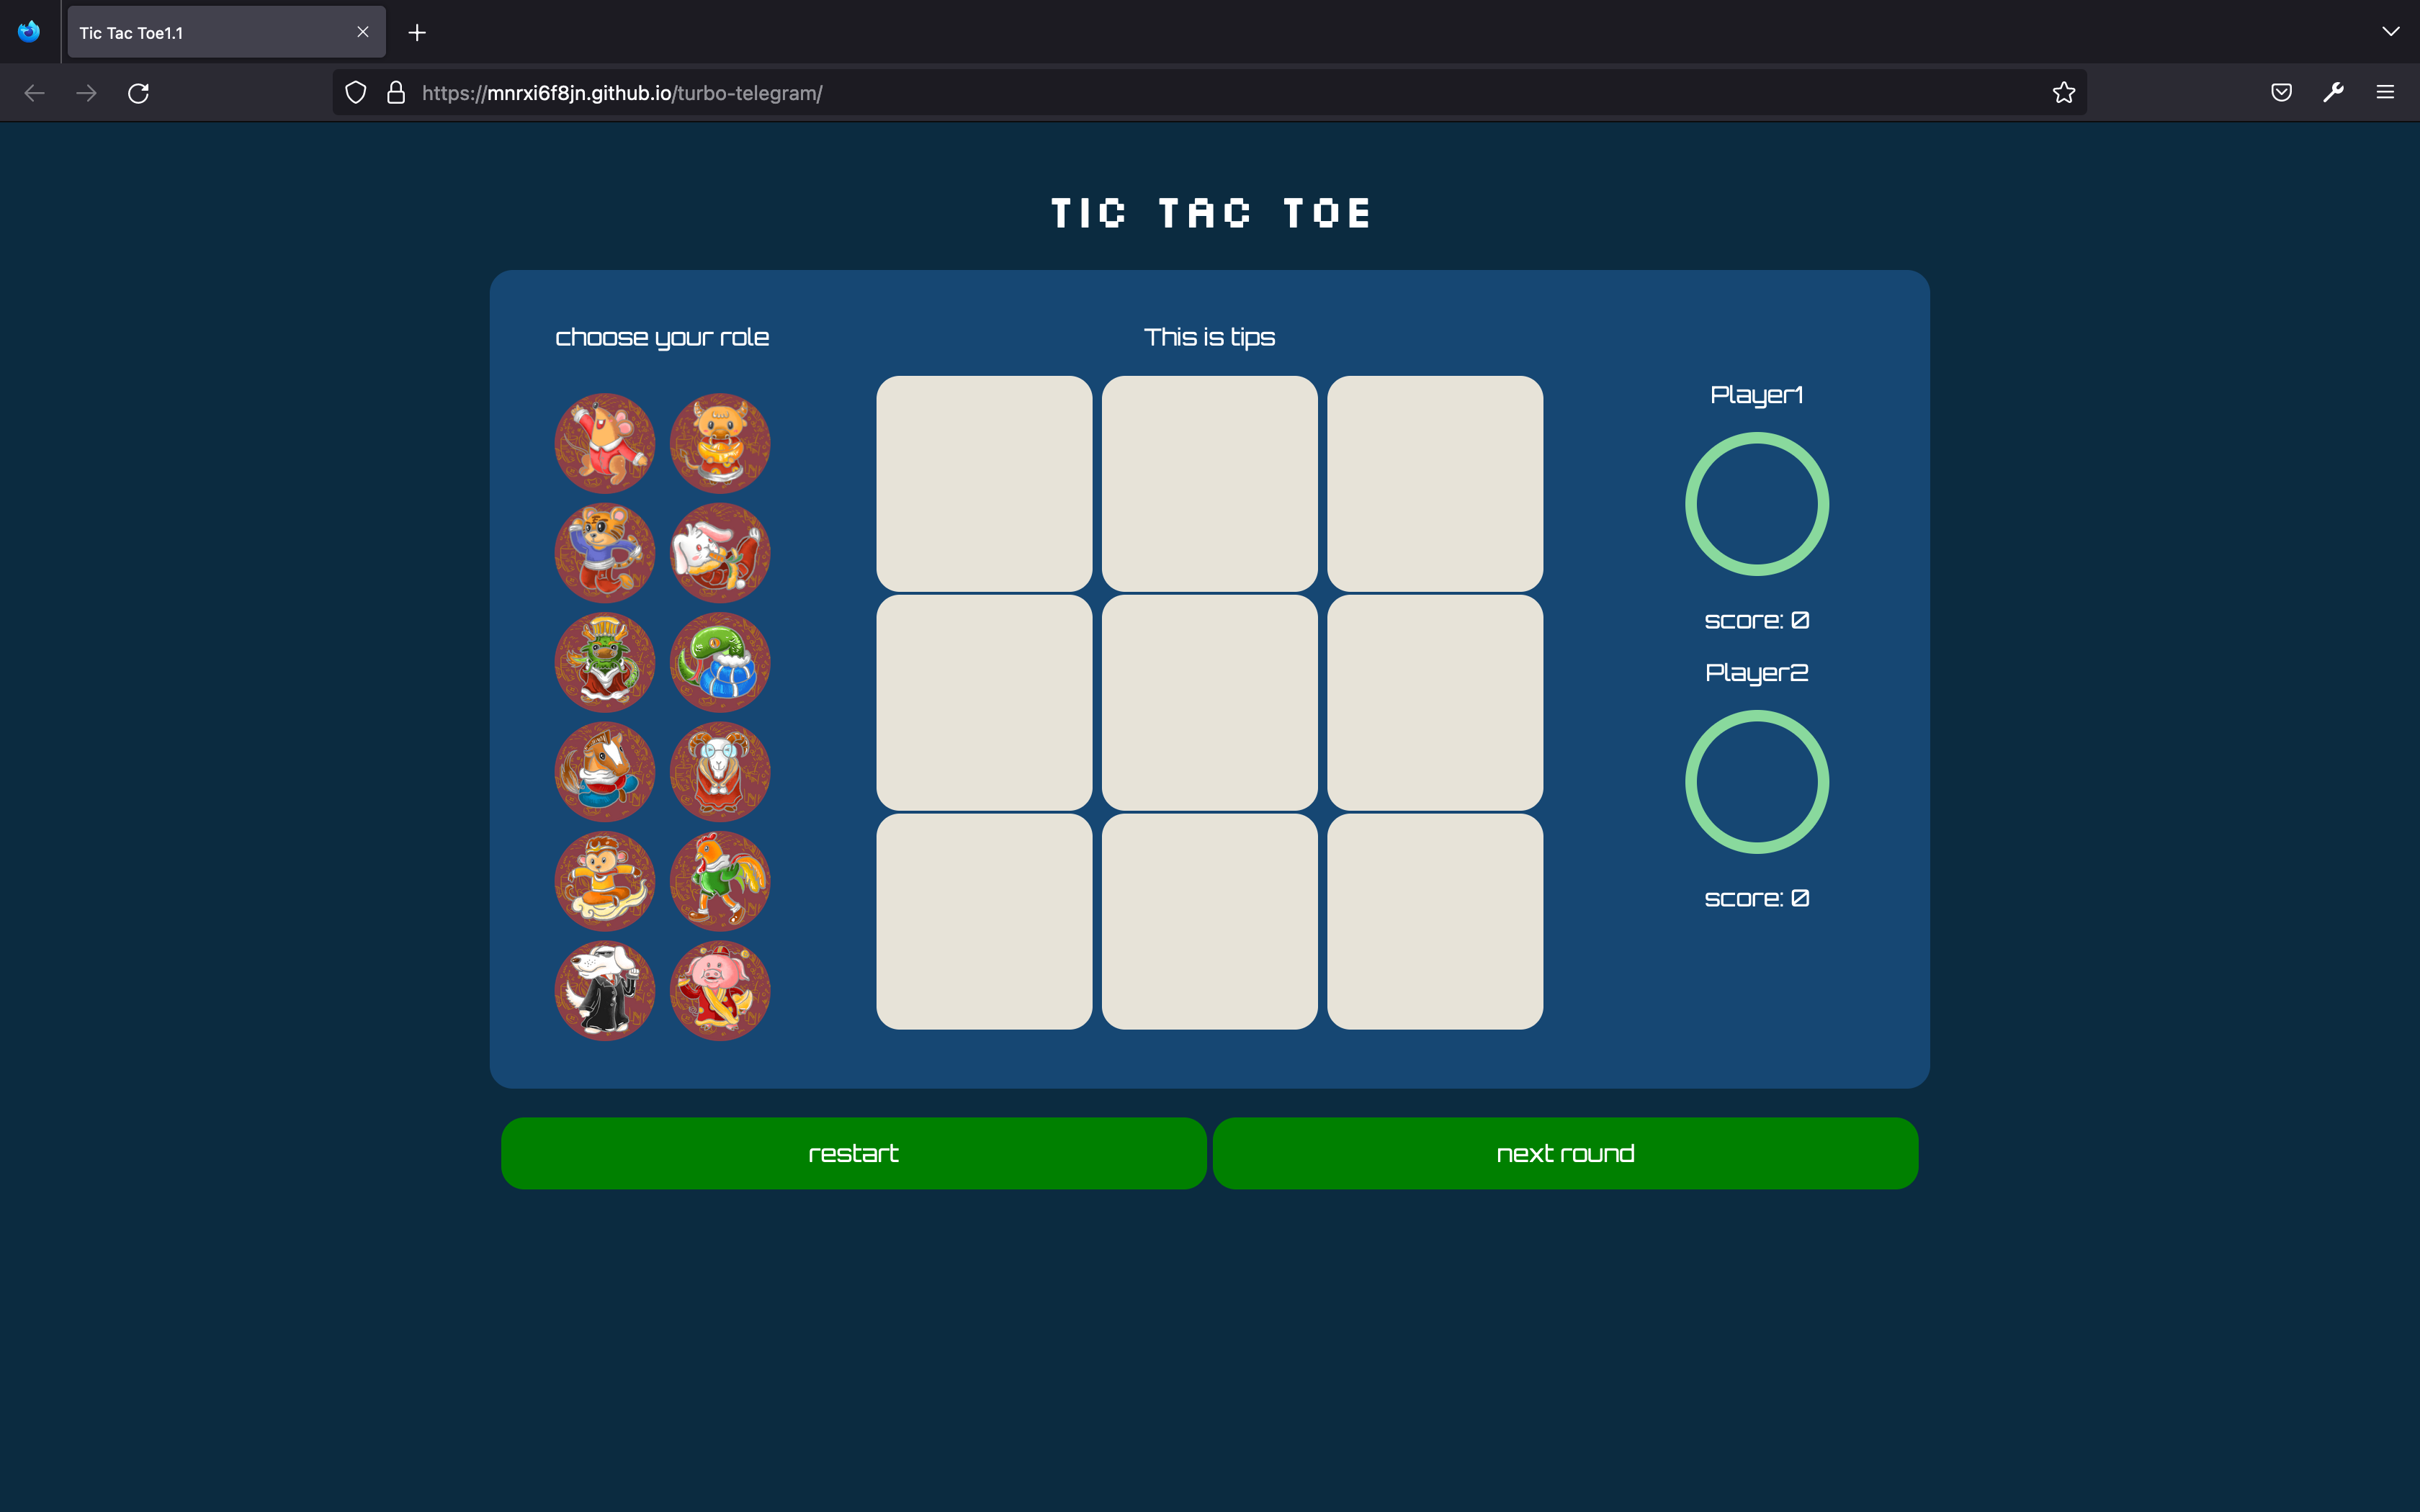 Tic Tac Toe1.1
https://mnrxi6f8jn.github.io/turbo-telegram/
TIC TAC TOE
choose your role
This is tips
Player1
score: 0
Player2
score: 0
restart
next round